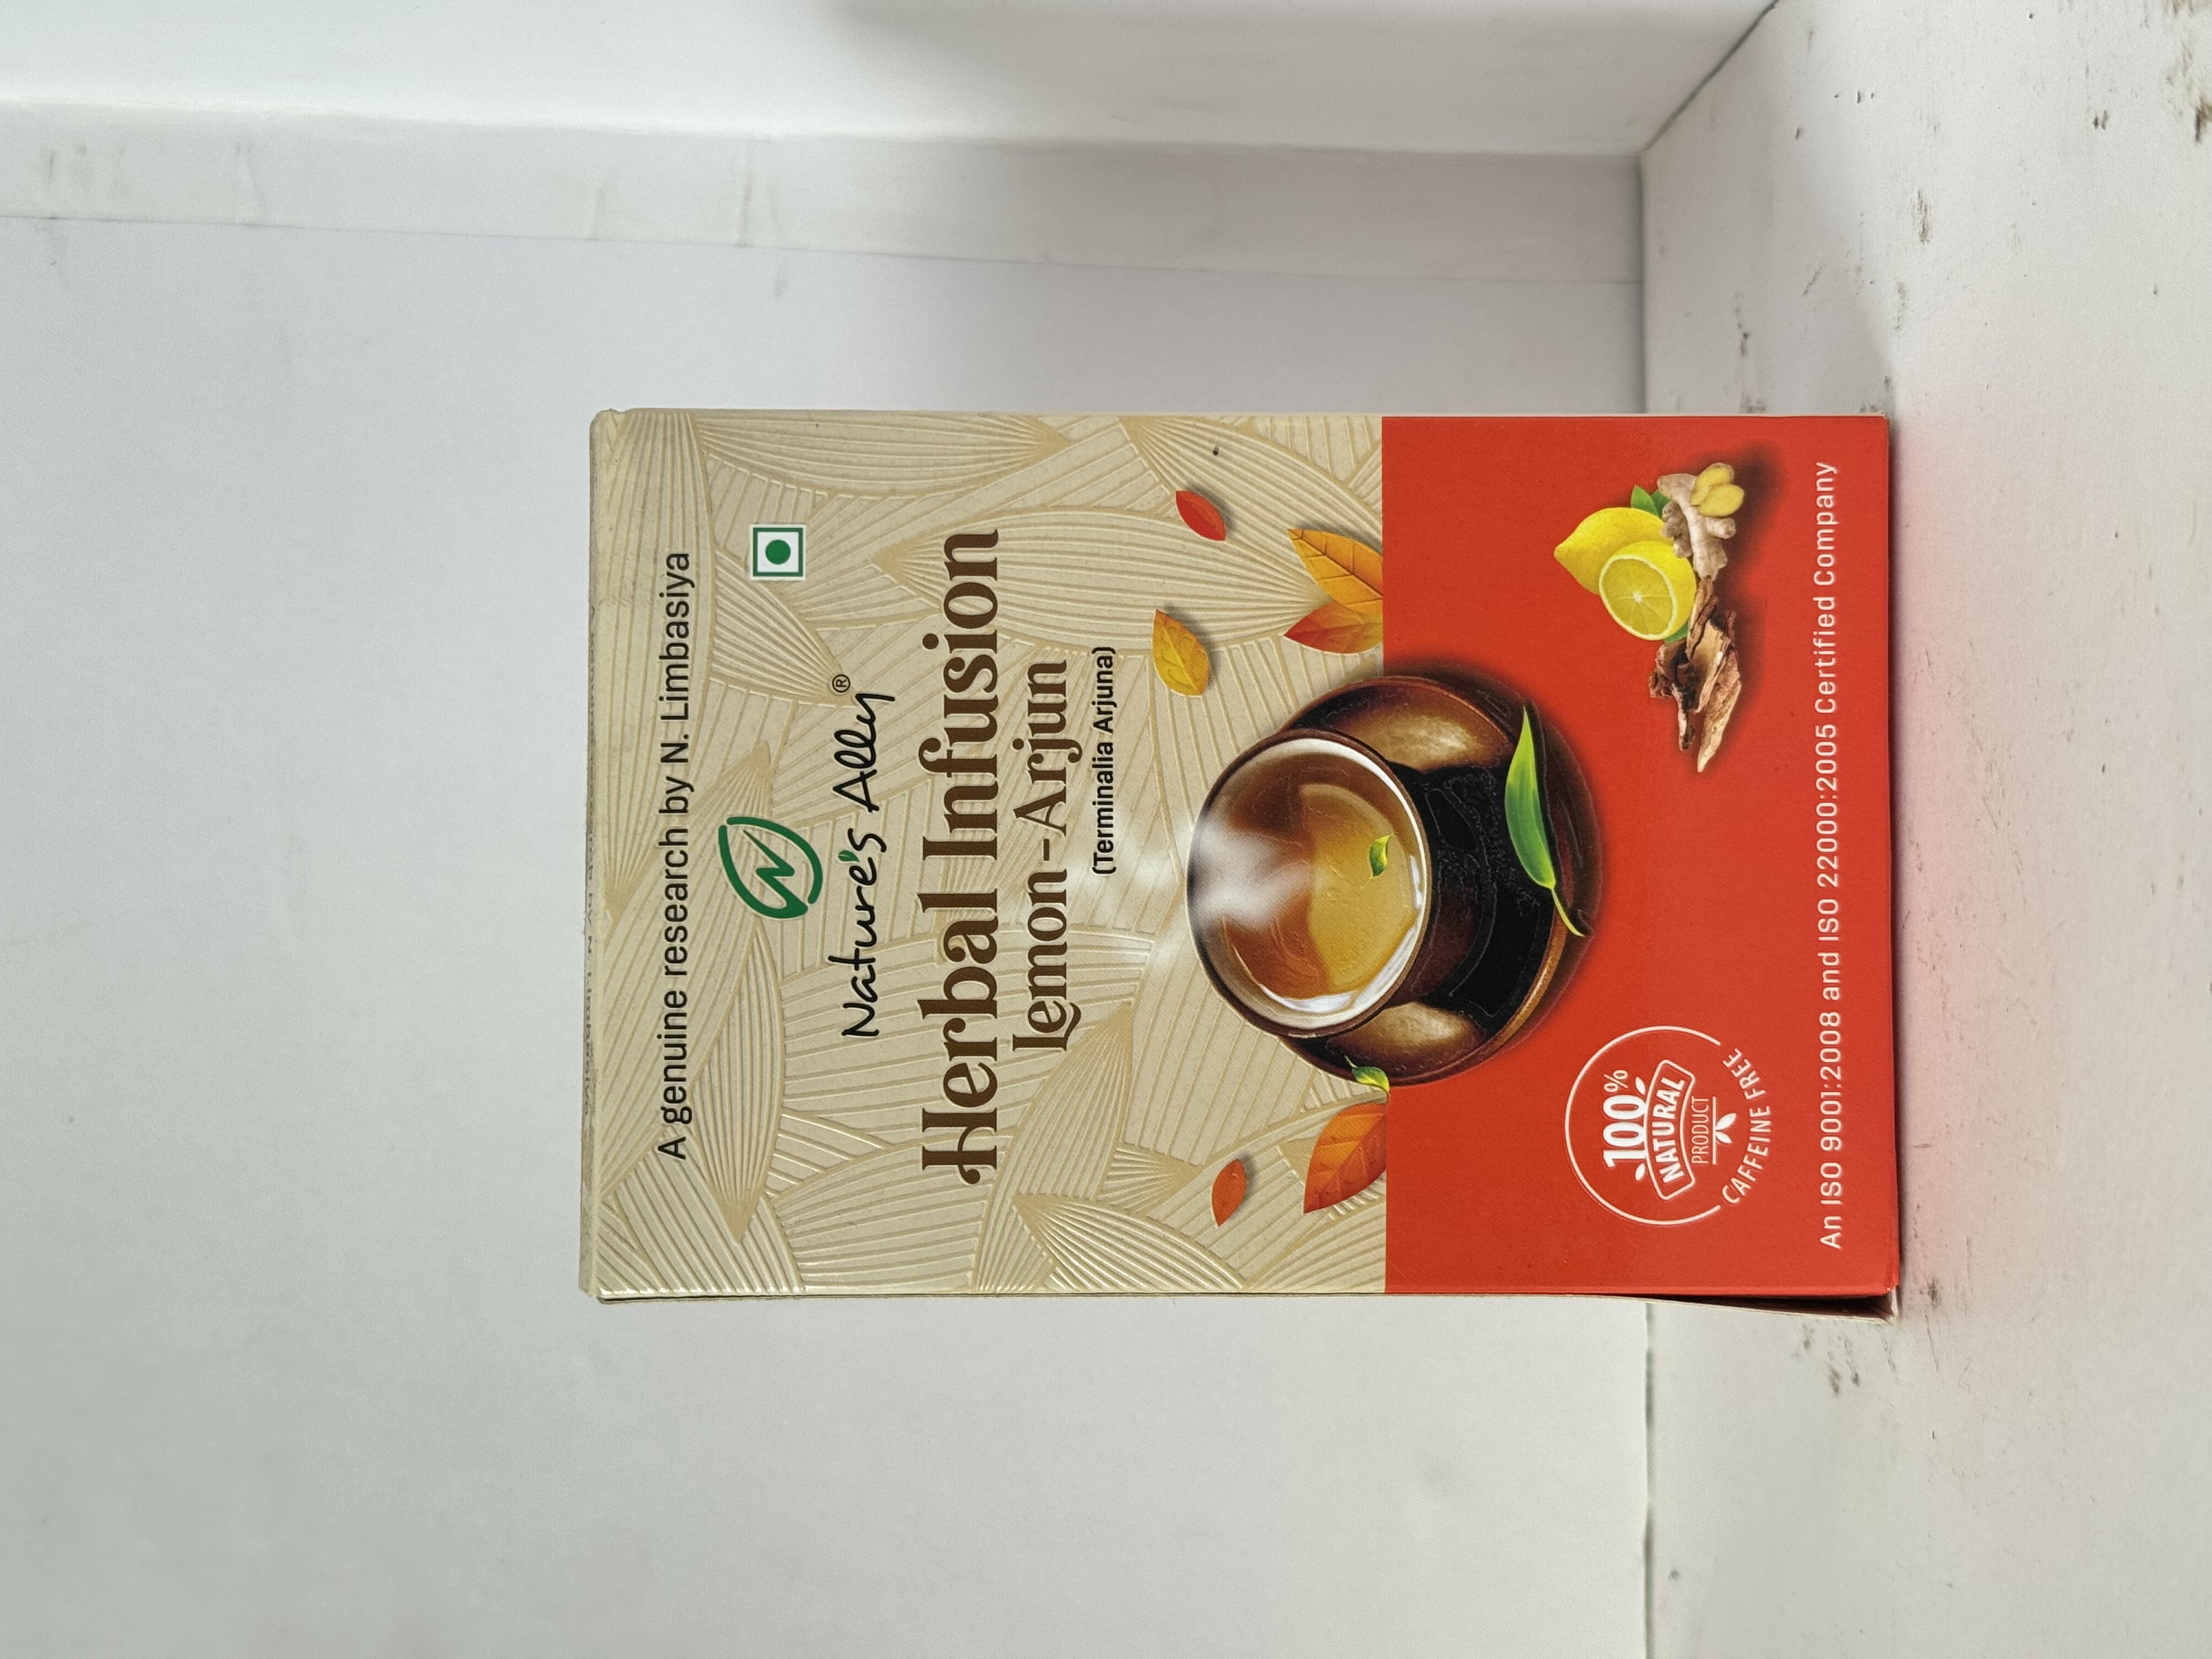 A genuine research by N. Limbasiya
Nature's Ally®
Herbal Infusion
Lemon-Arjun
(Terminalia Arjuna)
100%
NATURAL
PRODUCT
CAFFEINE FREE
An ISO 9001:2008 and ISO 22000:2005 Certified Company